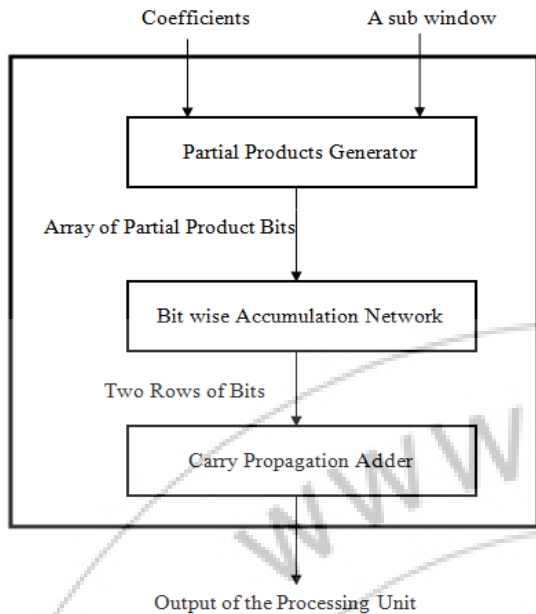 Coefficients
A sub window
Partial Products Generator
Array of Partial Product Bits
Bit wise Accumulation Network
Two Rows of Bits
Carry Propagation Adder
Output of the Processing Unit
www